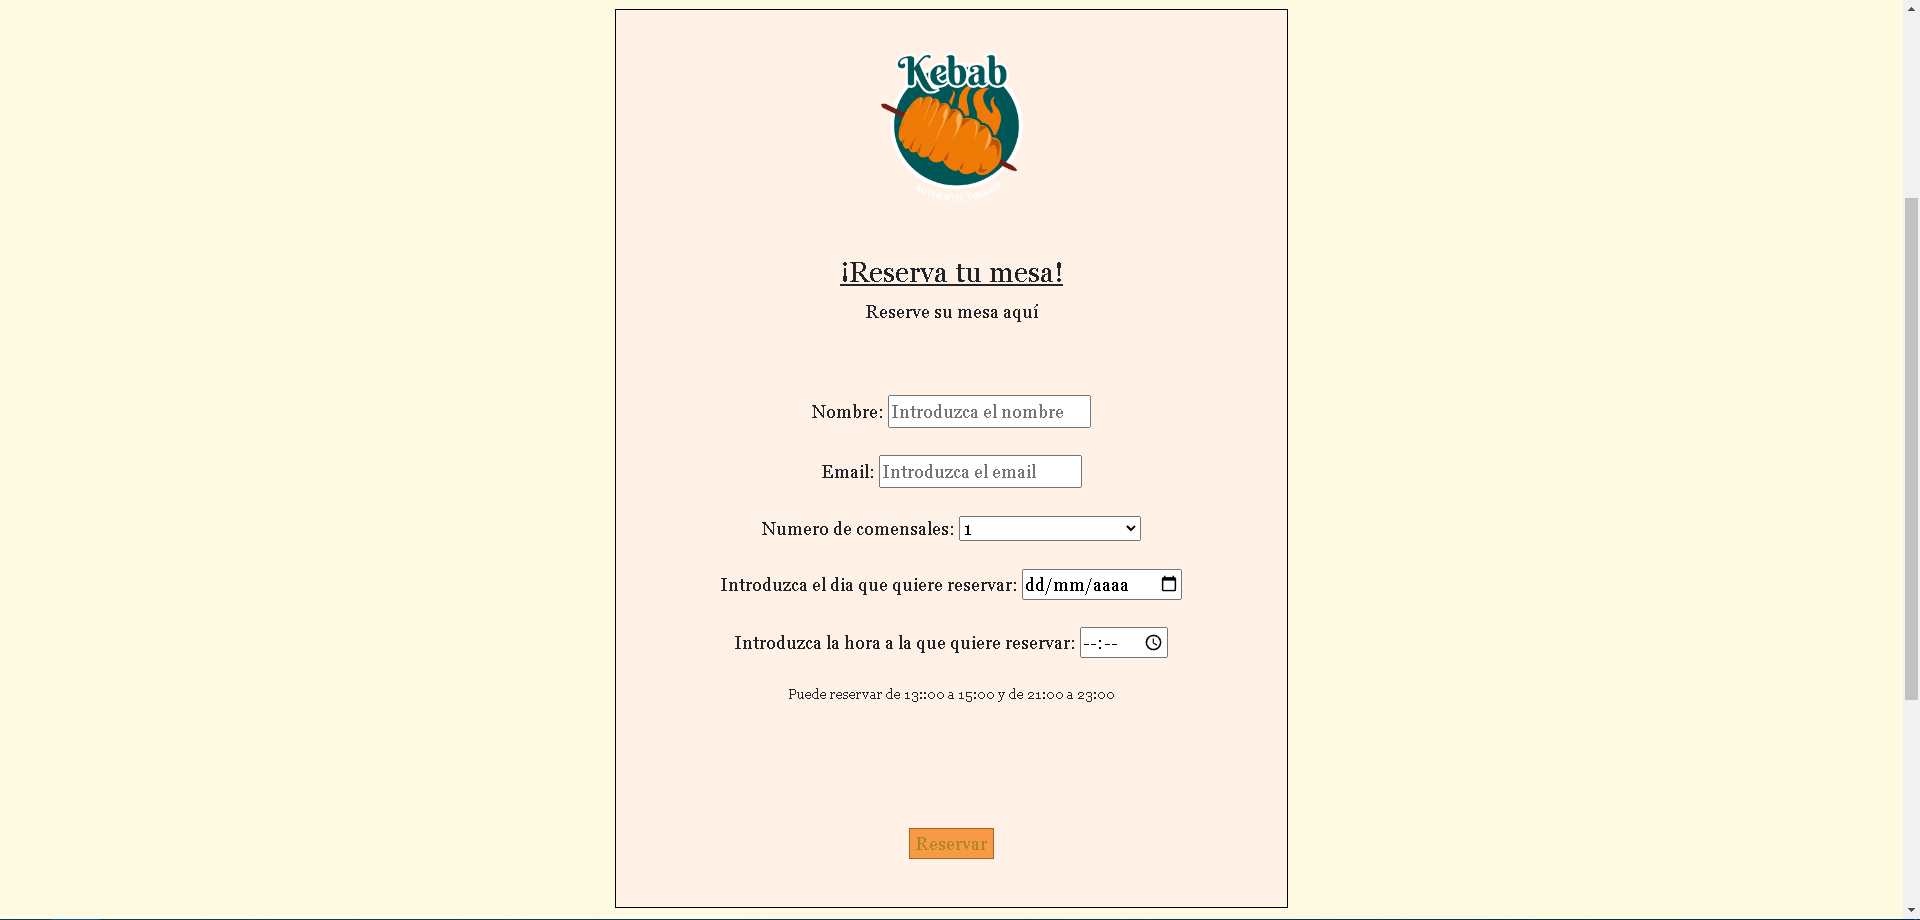 Kebab
AUTHENTIC TURKISH
¡Reserva tu mesa!
Reserve su mesa aquí
Nombre: Introduzca el nombre
Email: Introduzca el email
Numero de comensales: 1
Introduzca el dia que quiere reservar: dd/mm/aaaa
Introduzca la hora a la que quiere reservar: --:--
Puede reservar de 13::00 a 15:00 y de 21:00 a 23:00
Reservar